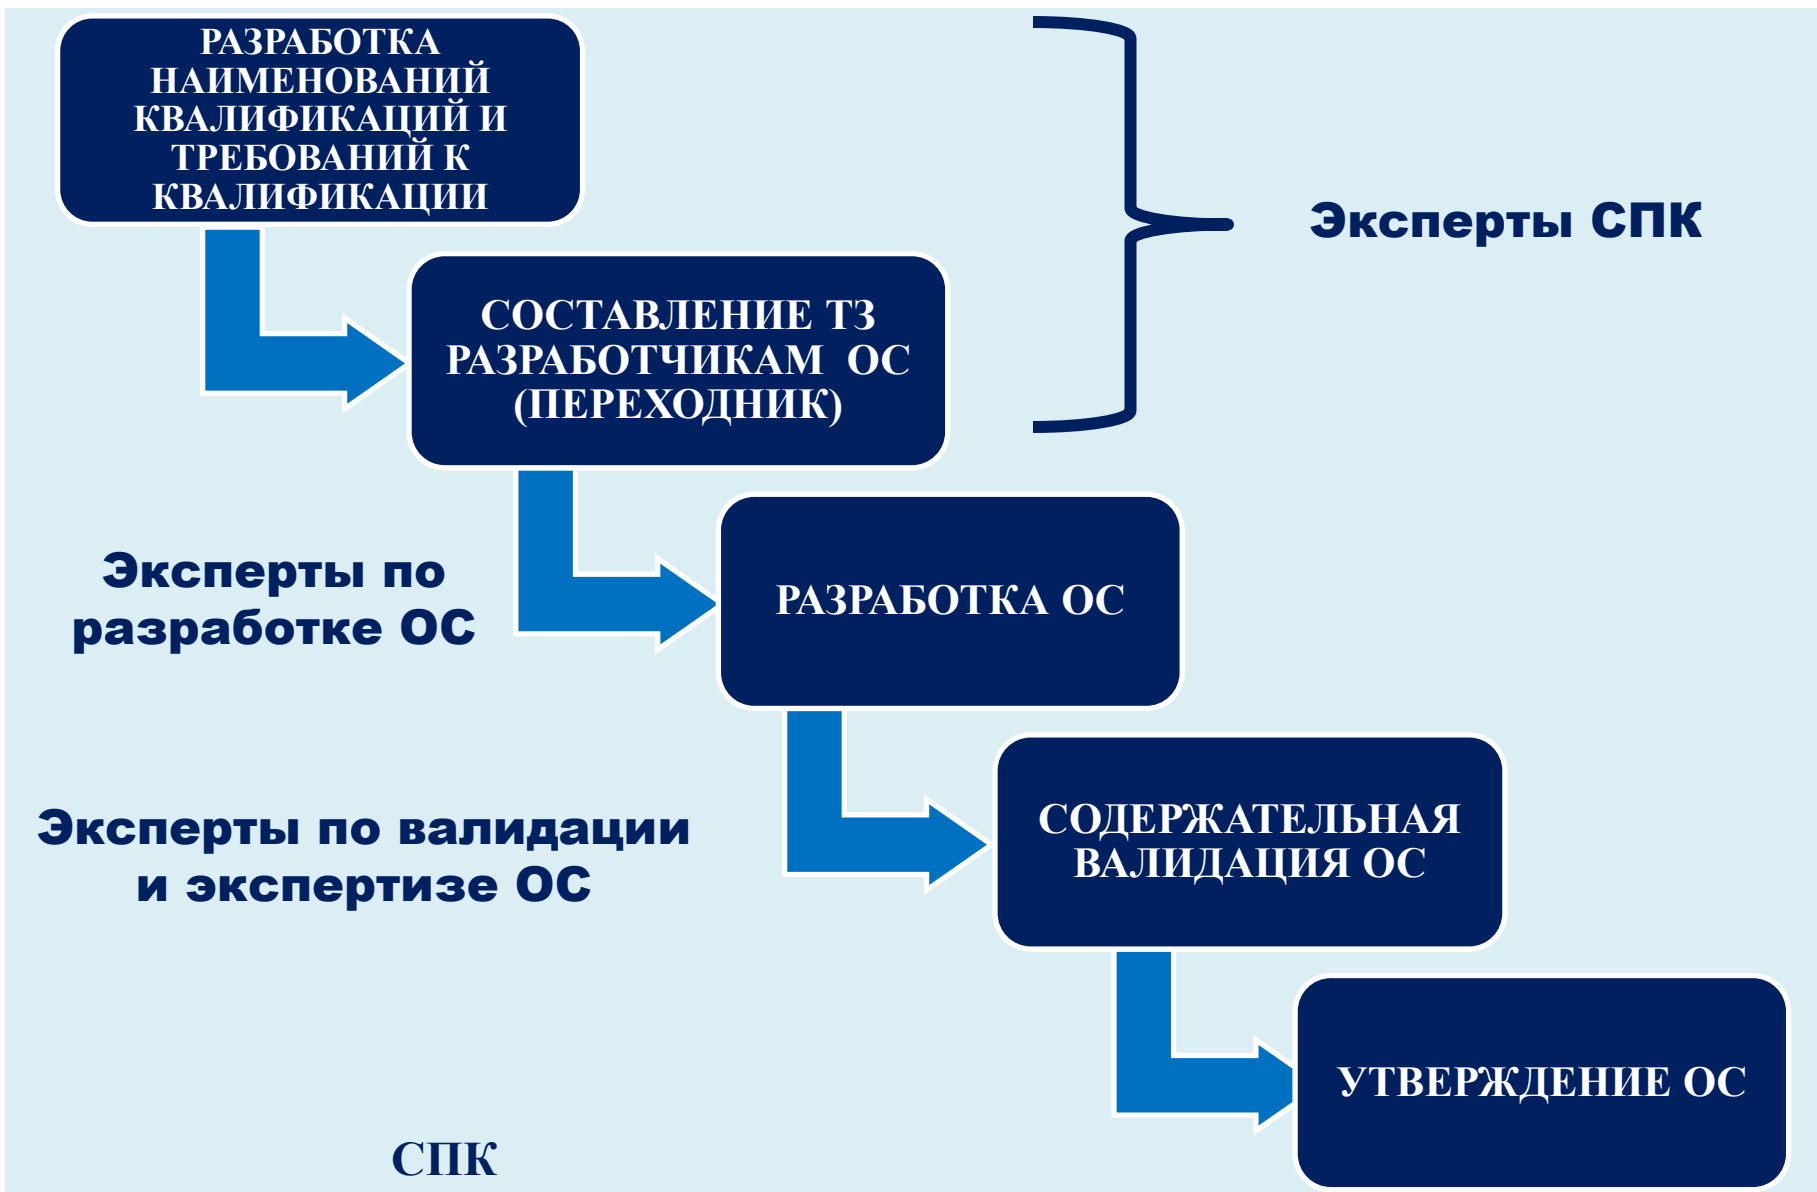 РАЗРАБОТКА
НАИМЕНОВАНИЙ
КВАЛИФИКАЦИЙ И
ТРЕБОВАНИЙ К
КВАЛИФИКАЦИИ
Эксперты СПК
СОСТАВЛЕНИЕ ТЗ
РАЗРАБОТЧИКАМ ОС
(ПЕРЕХОДНИК)
Эксперты по
разработке ОС
РАЗРАБОТКА ОС
Эксперты по валидации
и экспертизе ОС
СОДЕРЖАТЕЛЬНАЯ
ВАЛИДАЦИЯ ОС
УТВЕРЖДЕНИЕ ОС
СПК